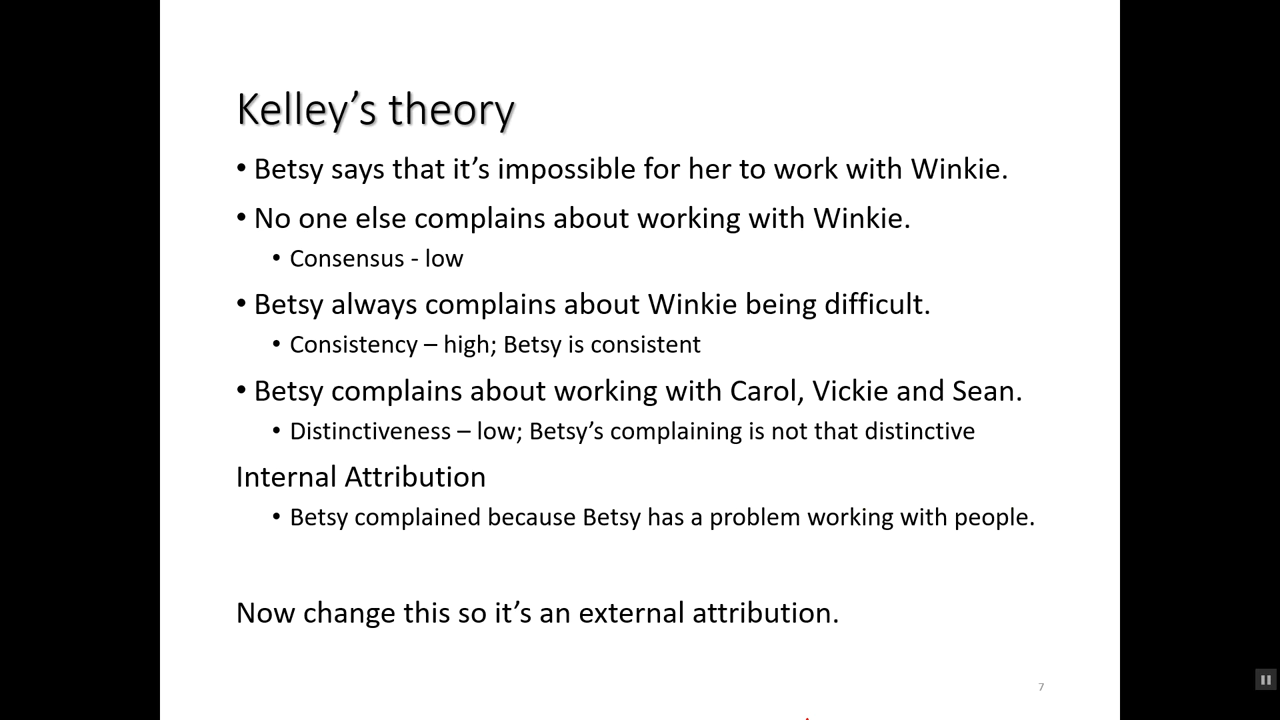 Kelley’s theory
• Betsy says that it’s impossible for her to work with Winkie.
• No one else complains about working with Winkie.
• Consensus - low
• Betsy always complains about Winkie being difficult.
• Consistency – high; Betsy is consistent
• Betsy complains about working with Carol, Vickie and Sean.
• Distinctiveness – low; Betsy’s complaining is not that distinctive
Internal Attribution
• Betsy complained because Betsy has a problem working with people.
Now change this so it’s an external attribution.
7